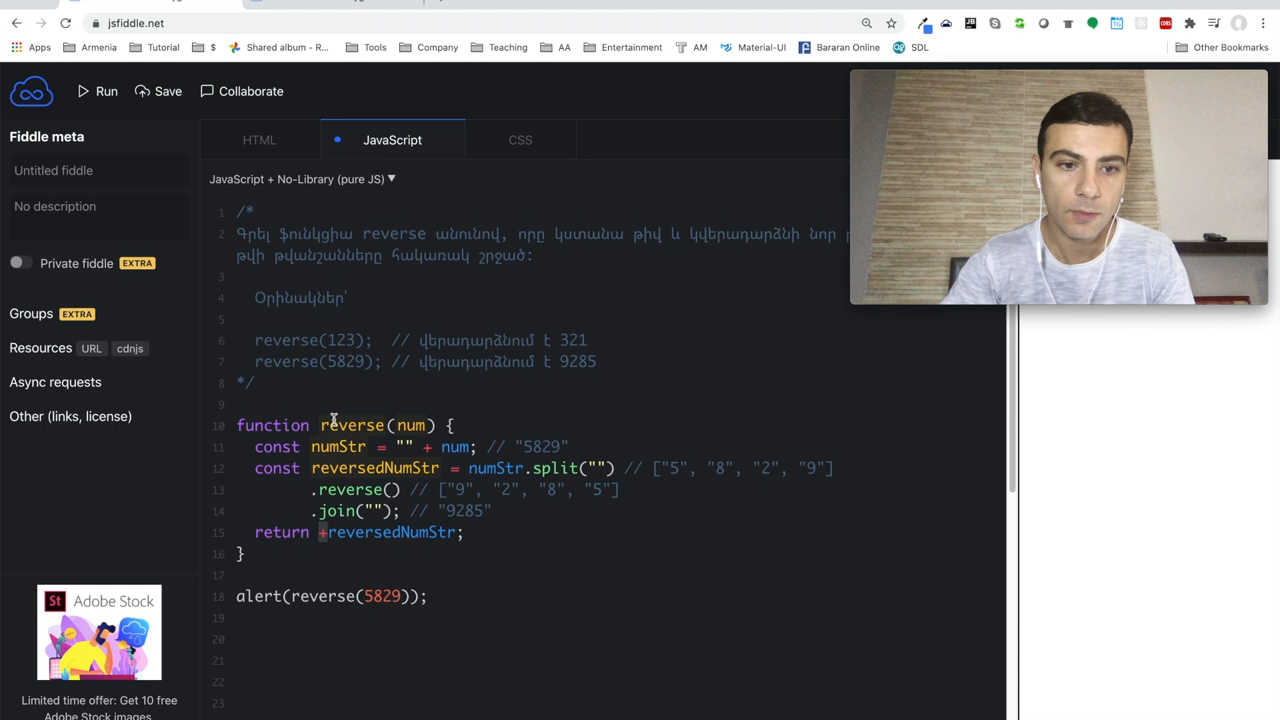 jsfiddle.net
Apps Armenia Tutorial $ Shared album - R... Tools Company Teaching AA Entertainment AM Material-UI Bararan Online SDL Other Bookmarks
Run Save Collaborate
Fiddle meta
Untitled fiddle
No description
Private fiddle EXTRA
Groups EXTRA
Resources URL cdnjs
Async requests
Other (links, license)
St Adobe Stock
Limited time offer: Get 10 free
Adobe Stock images
HTML JavaScript CSS
JavaScript + No-Library (pure JS) ▼
1 /*
2 Գրել ֆունկցիա reverse անունով, որը կստանա թիվ և կվերադարձնի նոր
թվի թվանշանները հակառակ շրջած:
3
4 Օրինակներ՝
5
6 reverse(123); // վերադարձնում է 321
7 reverse(5829); // վերադարձնում է 9285
8 */
9
10 function reverse(num) {
11 const numStr = "" + num; // "5829"
12 const reversedNumStr = numStr.split("") // ["5", "8", "2", "9"]
13 .reverse() // ["9", "2", "8", "5"]
14 .join(""); // "9285"
15 return +reversedNumStr;
16 }
17
18 alert(reverse(5829));
19
20
21
22
23